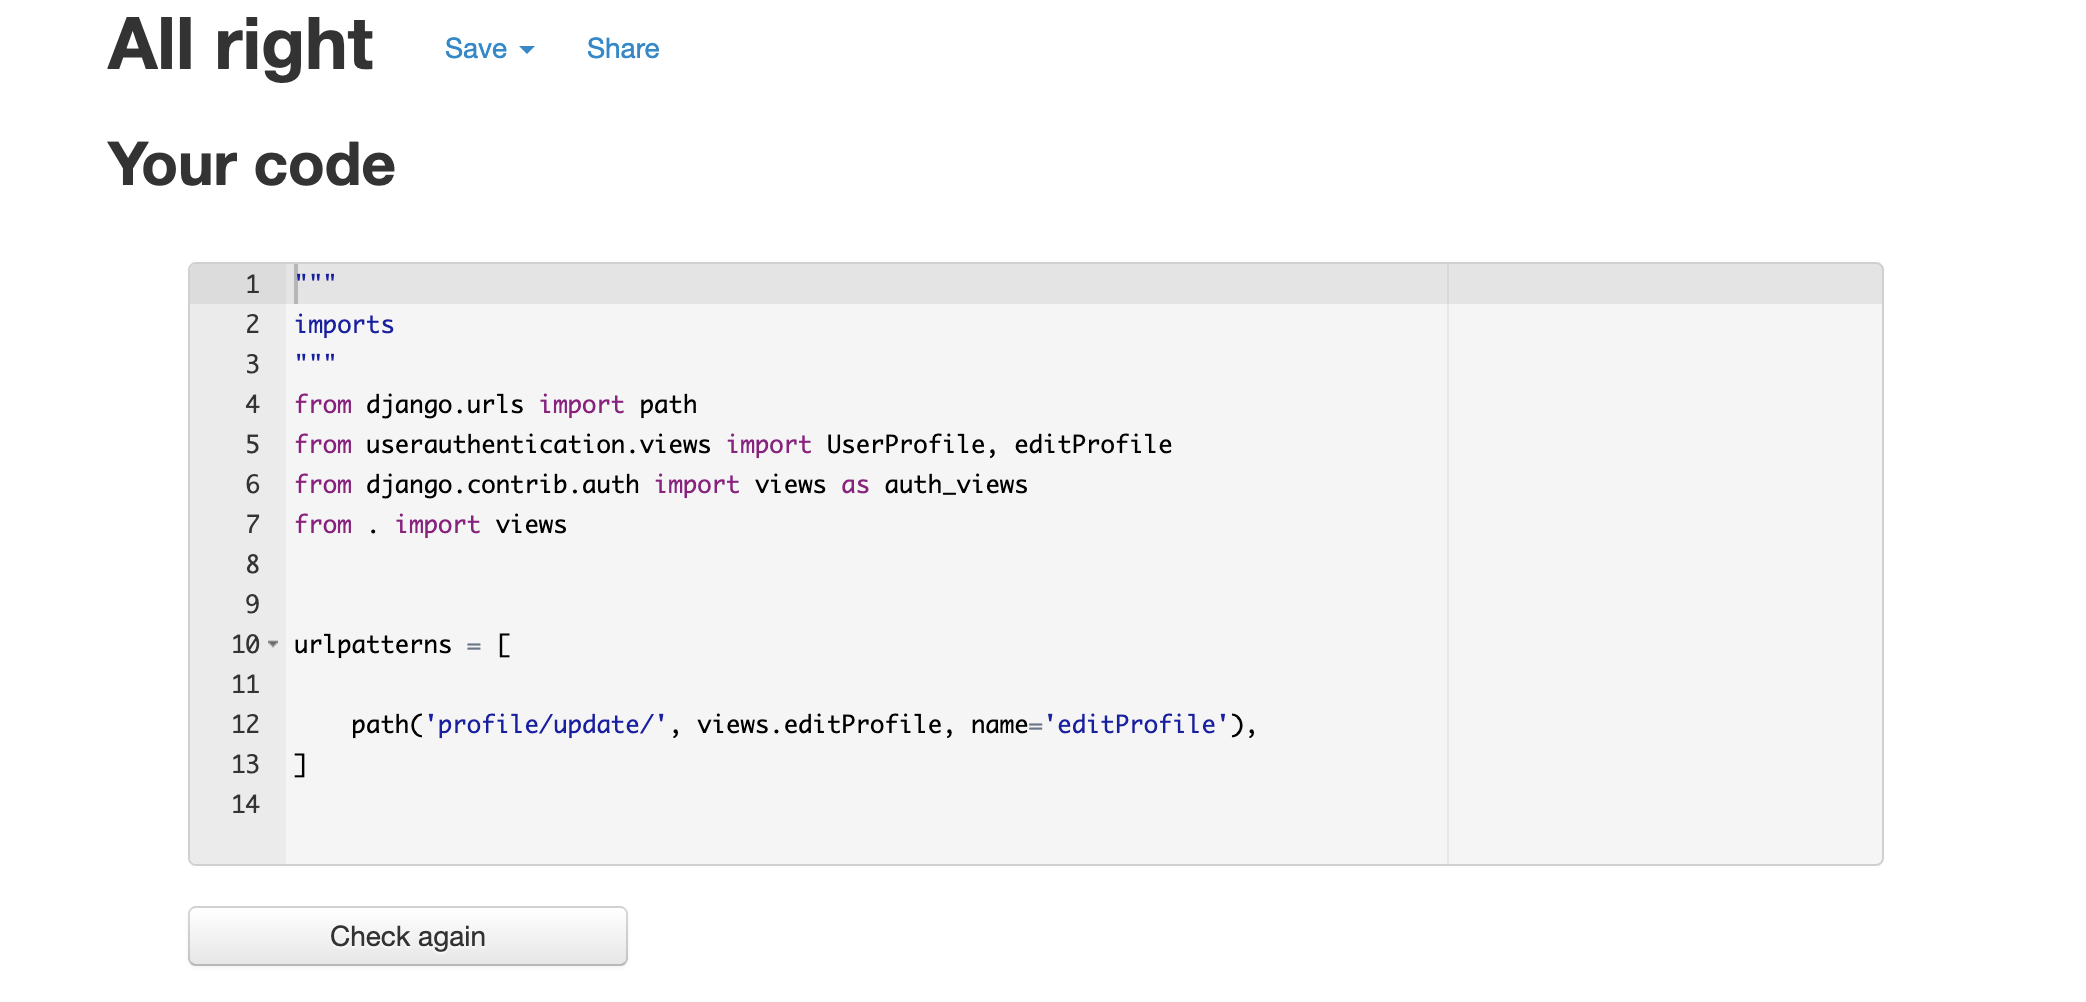 All right Save Share
Your code
1 """
2 imports
3 """
4 from django.urls import path
5 from userauthentication.views import UserProfile, editProfile
6 from django.contrib.auth import views as auth_views
7 from . import views
8
9
10 urlpatterns = [
11
12     path('profile/update/', views.editProfile, name='editProfile'),
13 ]
14
Check again